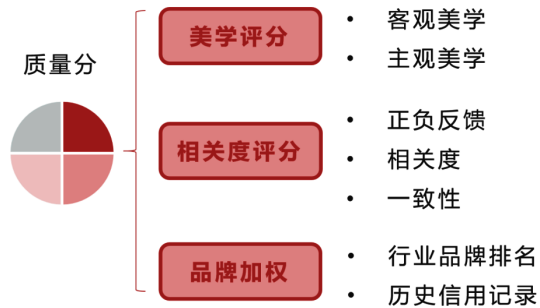 质量分
美学评分
• 客观美学
• 主观美学
相关度评分
• 正负反馈
• 相关度
• 一致性
品牌加权
• 行业品牌排名
• 历史信用记录